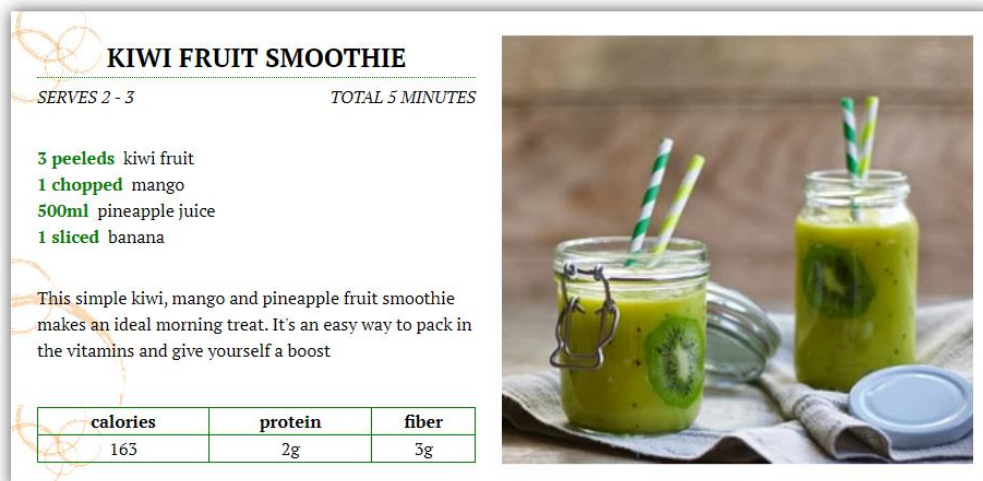 KIWI FRUIT SMOOTHIE
SERVES 2 - 3 TOTAL 5 MINUTES
3 peeleds kiwi fruit
1 chopped mango
500ml pineapple juice
1 sliced banana
This simple kiwi, mango and pineapple fruit smoothie
makes an ideal morning treat. It's an easy way to pack in
the vitamins and give yourself a boost
calories protein fiber
163 2g 3g